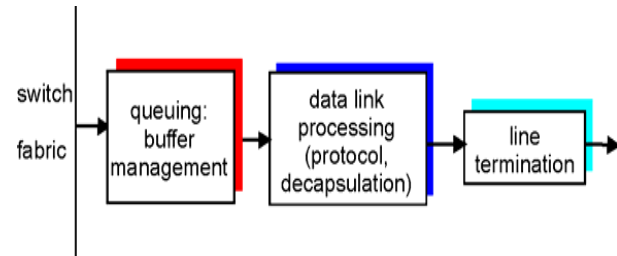 switch
fabric
queuing:
buffer
management
data link
processing
(protocol,
decapsulation)
line
termination